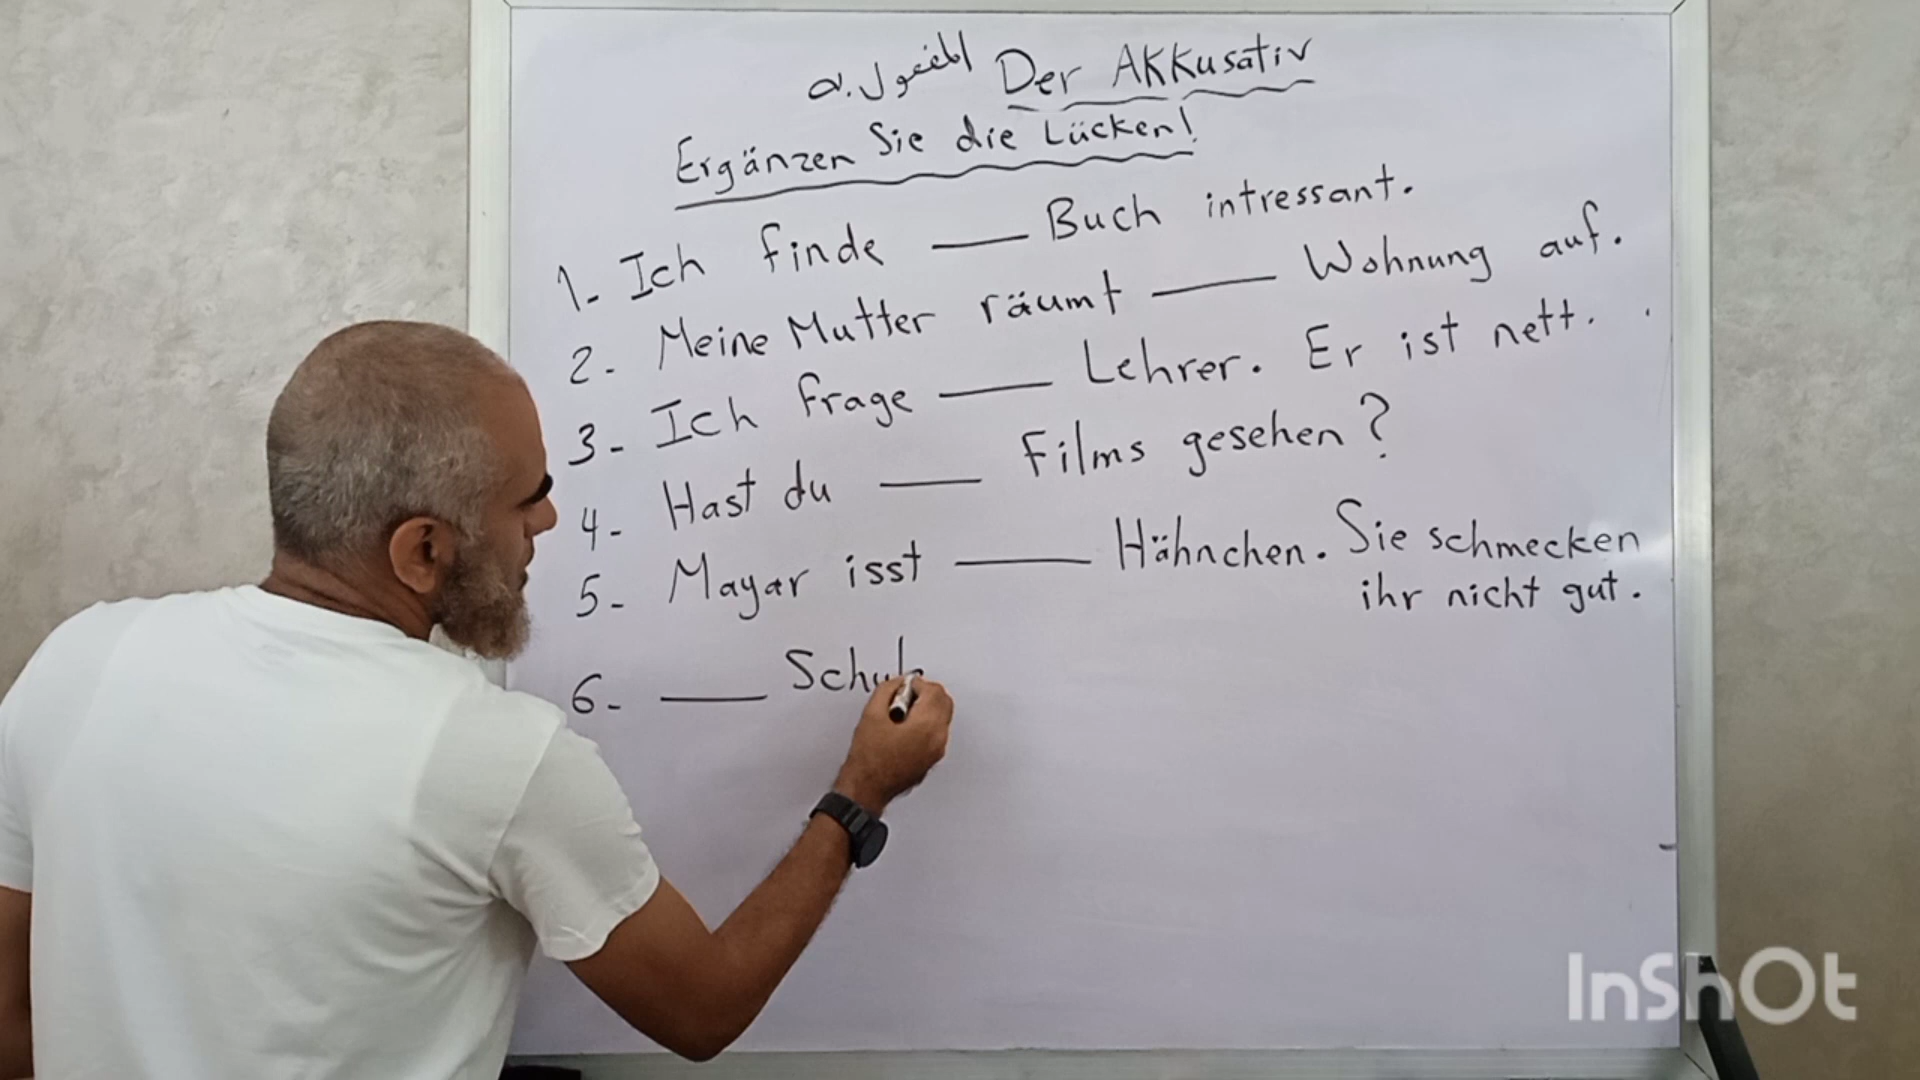 المفعول به Der Akkusativ
Ergänzen Sie die Lücken!
1- Ich finde ___ Buch intressant.
2- Meine Mutter räumt ___ Wohnung auf.
3- Ich frage ___ Lehrer. Er ist nett.
4- Hast du ___ Films gesehen?
5- Mayar isst ___ Hähnchen. Sie schmecken
ihr nicht gut.
6- ___
InShOt